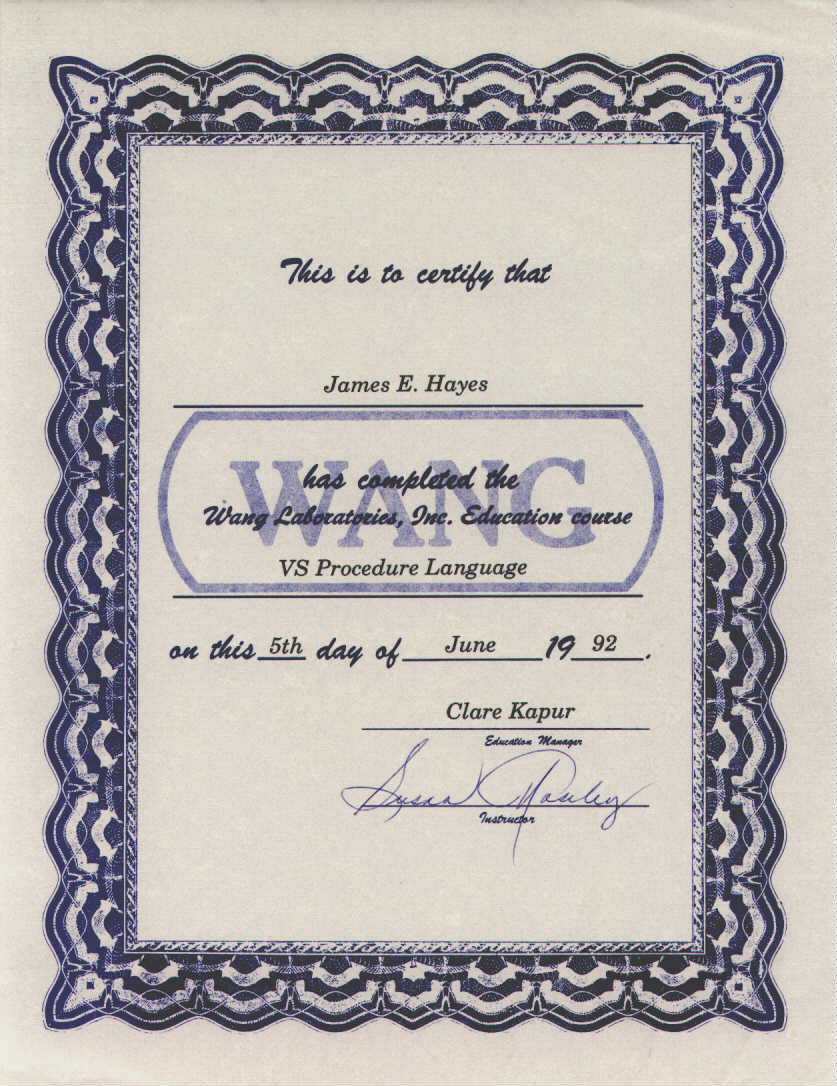 This is to certify that
James E. Hayes
WANG
has completed the
Wang Laboratories, Inc. Education course
VS Procedure Language
on this 5th day of June 19 92.
Clare Kapur
Education Manager
Susan
Instructor